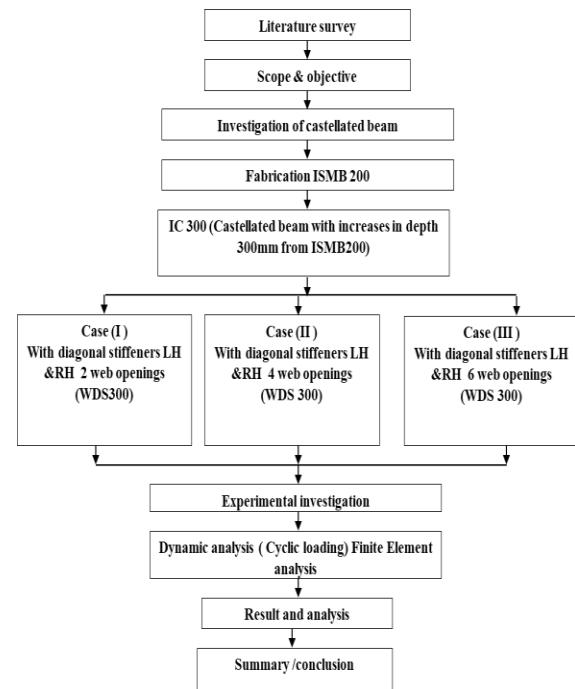 Literature survey
Scope & objective
Investigation of castellated beam
Fabrication ISMB 200
IC 300 (Castellated beam with increases in depth
300mm from ISMB200)
Case (I )
With diagonal stiffeners LH
&RH 2 web openings
(WDS300)
Case (II )
With diagonal stiffeners LH
&RH 4 web openings
(WDS 300)
Case (III )
With diagonal stiffeners LH
&RH 6 web openings
(WDS 300)
Experimental investigation
Dynamic analysis ( Cyclic loading) Finite Element
analysis
Result and analysis
Summary /conclusion